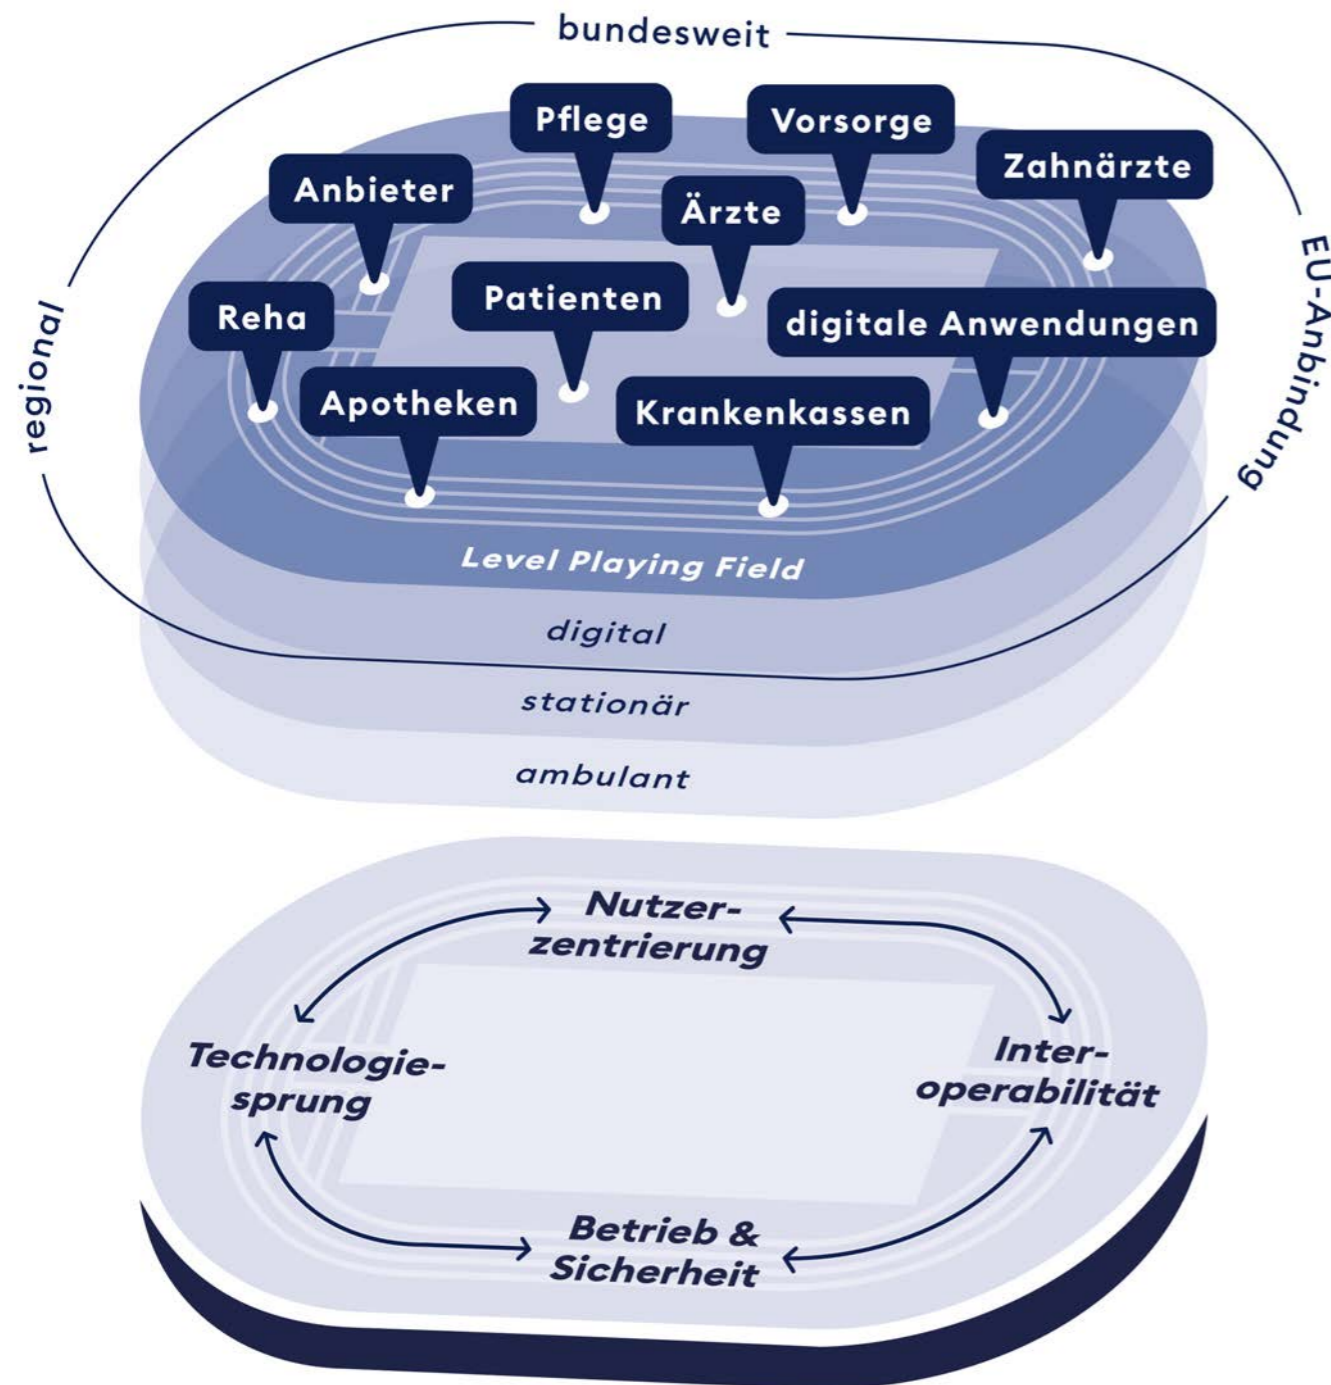 bundesweit
Pflege
Vorsorge
Zahnärzte
Anbieter
Ärzte
EU-Anbindung
Patienten
Reha
digitale Anwendungen
regional
Apotheken
Krankenkassen
Level Playing Field
digital
stationär
ambulant
Nutzer-
zentrierung
Technologie-
sprung
Inter-
operabilität
Betrieb &
Sicherheit